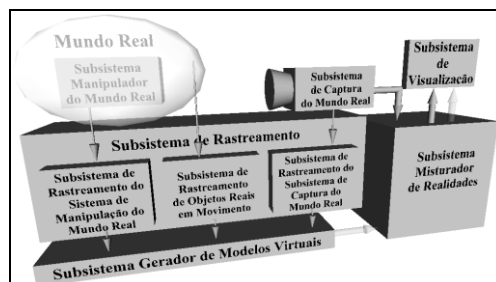 Mundo Real
Subsistema
Manipulador
do Mundo Real
Subsistema
de Captura
do Mundo Real
Subsistema
de
Visualização
Subsistema de Rastreamento
Subsistema de
Rastreamento do
Sistema de
Manipulação do
Mundo Real
Subsistema de
Rastreamento
de Objetos Reais
em Movimento
Subsistema de
Rastreamento do
Subsistema de
Captura do
Mundo Real
Subsistema
Misturador
de Realidades
Subsistema Gerador de Modelos Virtuais